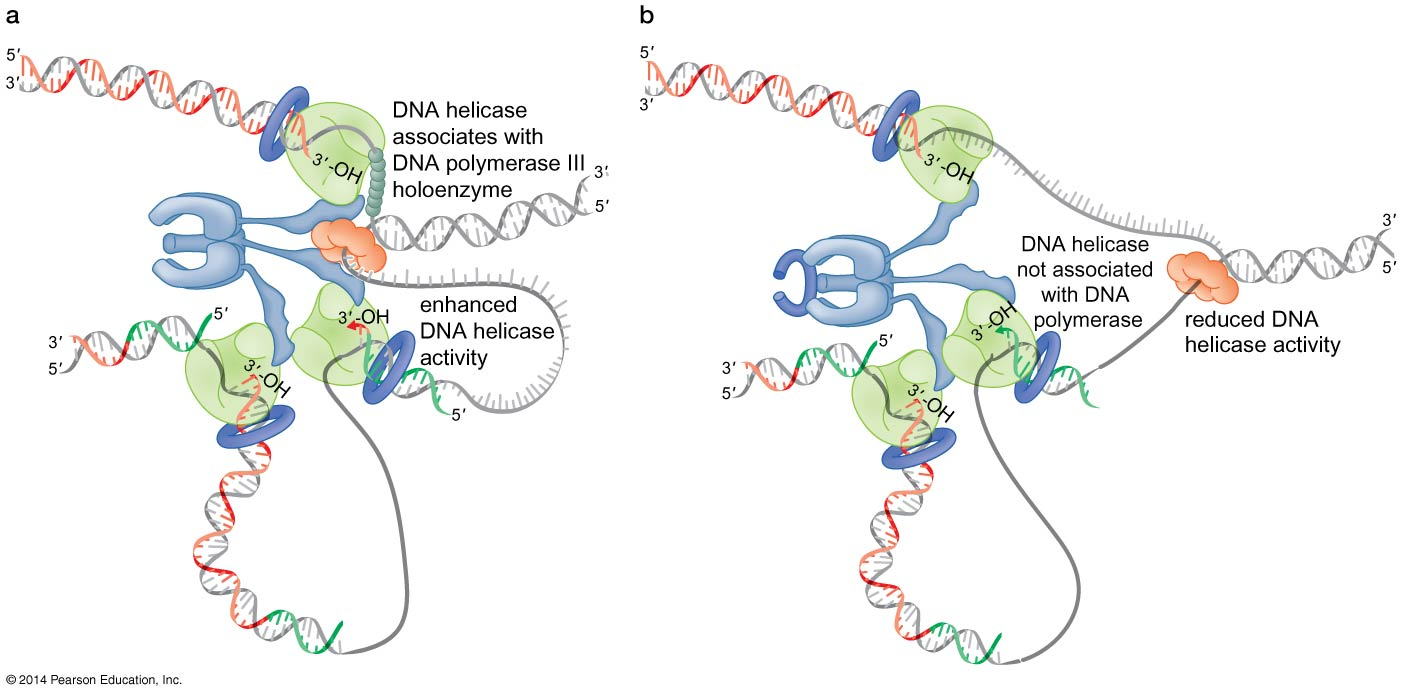 a
b
5′
3′
DNA helicase
associates with
DNA polymerase III
holoenzyme
3′-OH
3′
5′
enhanced
DNA helicase
activity
3′-OH
5′
3′
5′
3′-OH
5′
5′
3′
3′-OH
DNA helicase
not associated
with DNA
polymerase
3′
5′
reduced DNA
helicase activity
3′-OH
5′
3′
5′
3′-OH
© 2014 Pearson Education, Inc.